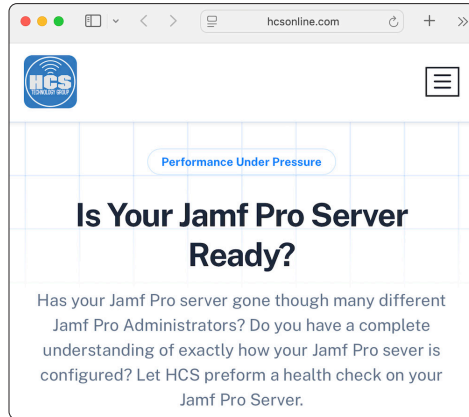 hcsonline.com
HCS
TECHNOLOGY GROUP
Performance Under Pressure
Is Your Jamf Pro Server
Ready?
Has your Jamf Pro server gone though many different
Jamf Pro Administrators? Do you have a complete
understanding of exactly how your Jamf Pro sever is
configured? Let HCS preform a health check on your
Jamf Pro Server.